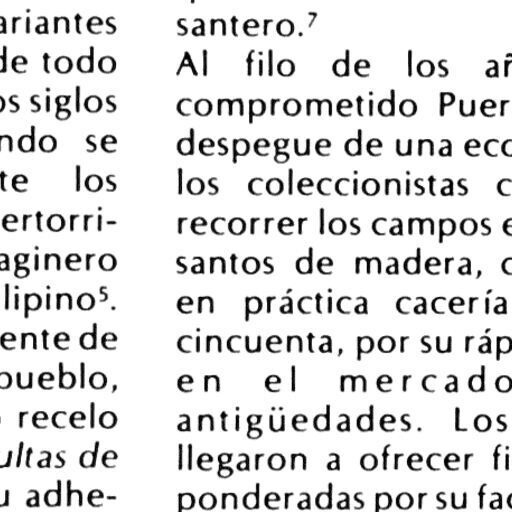 ariantes
de todo
os siglos
ndo se
te los
ertorri-
aginero
lipino⁵.
ente de
pueblo,
recelo
ultas de
u adhe-
santero.⁷
Al filo de los añ
comprometido Puer
despegue de una eco
los coleccionistas c
recorrer los campos e
santos de madera, c
en práctica cacería
cincuenta, por su ráp
en el mercado
antigüedades. Los
llegaron a ofrecer fi
ponderadas por su fac